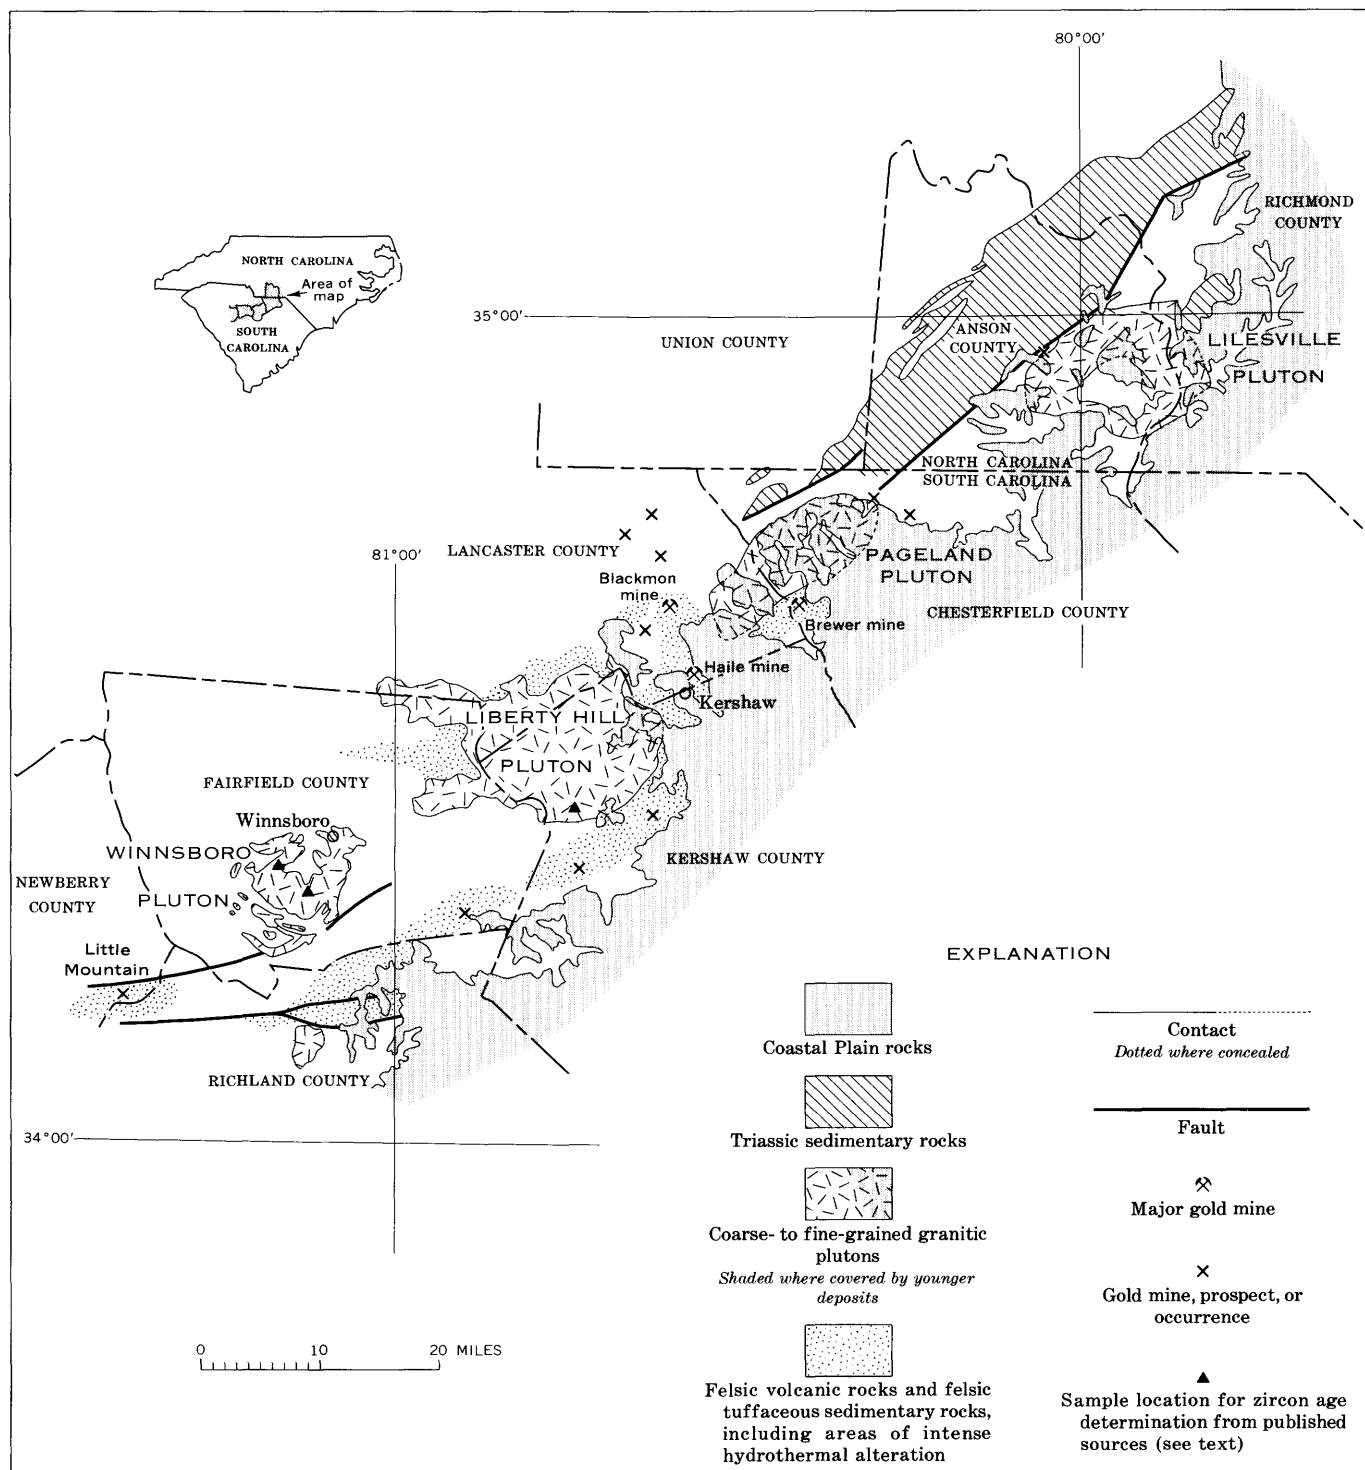 80°00'
NORTH CAROLINA
Area of
map
SOUTH
CAROLINA
RICHMOND
COUNTY
35°00'
UNION COUNTY
ANSON
COUNTY
LILESVILLE
PLUTON
NORTH CAROLINA
SOUTH CAROLINA
81°00'
LANCASTER COUNTY
PAGELAND
PLUTON
Blackmon
mine
CHESTERFIELD COUNTY
Brewer mine
Haile mine
Kershaw
LIBERTY HILL
PLUTON
FAIRFIELD COUNTY
Winnsboro
WINNSBORO
PLUTON
KERSHAW COUNTY
NEWBERRY
COUNTY
Little
Mountain
RICHLAND COUNTY
34°00'
0 10 20 MILES
EXPLANATION
Coastal Plain rocks
Triassic sedimentary rocks
Coarse- to fine-grained granitic
plutons
Shaded where covered by younger
deposits
Felsic volcanic rocks and felsic
tuffaceous sedimentary rocks,
including areas of intense
hydrothermal alteration
Contact
Dotted where concealed
Fault
Major gold mine
Gold mine, prospect, or
occurrence
Sample location for zircon age
determination from published
sources (see text)